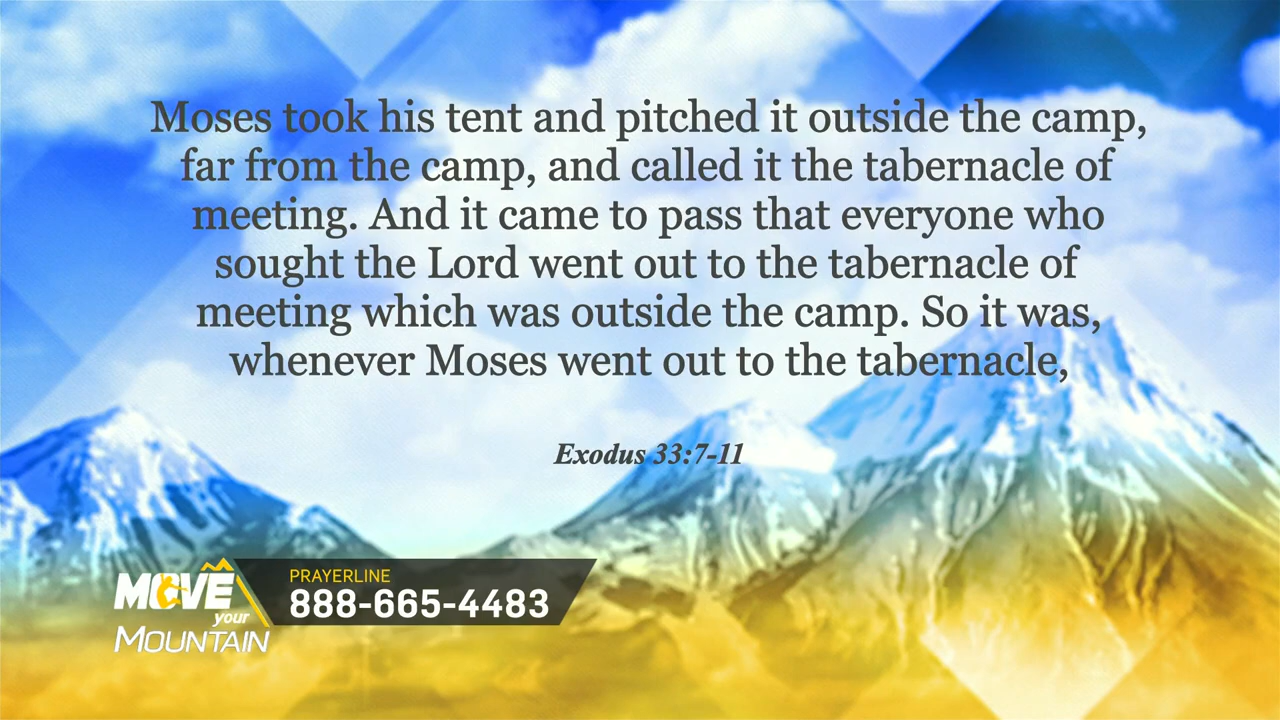 Moses took his tent and pitched it outside the camp,
far from the camp, and called it the tabernacle of
meeting. And it came to pass that everyone who
sought the Lord went out to the tabernacle of
meeting which was outside the camp. So it was,
whenever Moses went out to the tabernacle,
Exodus 33:7-11
MOVE
your
MOUNTAIN
PRAYERLINE
888-665-4483